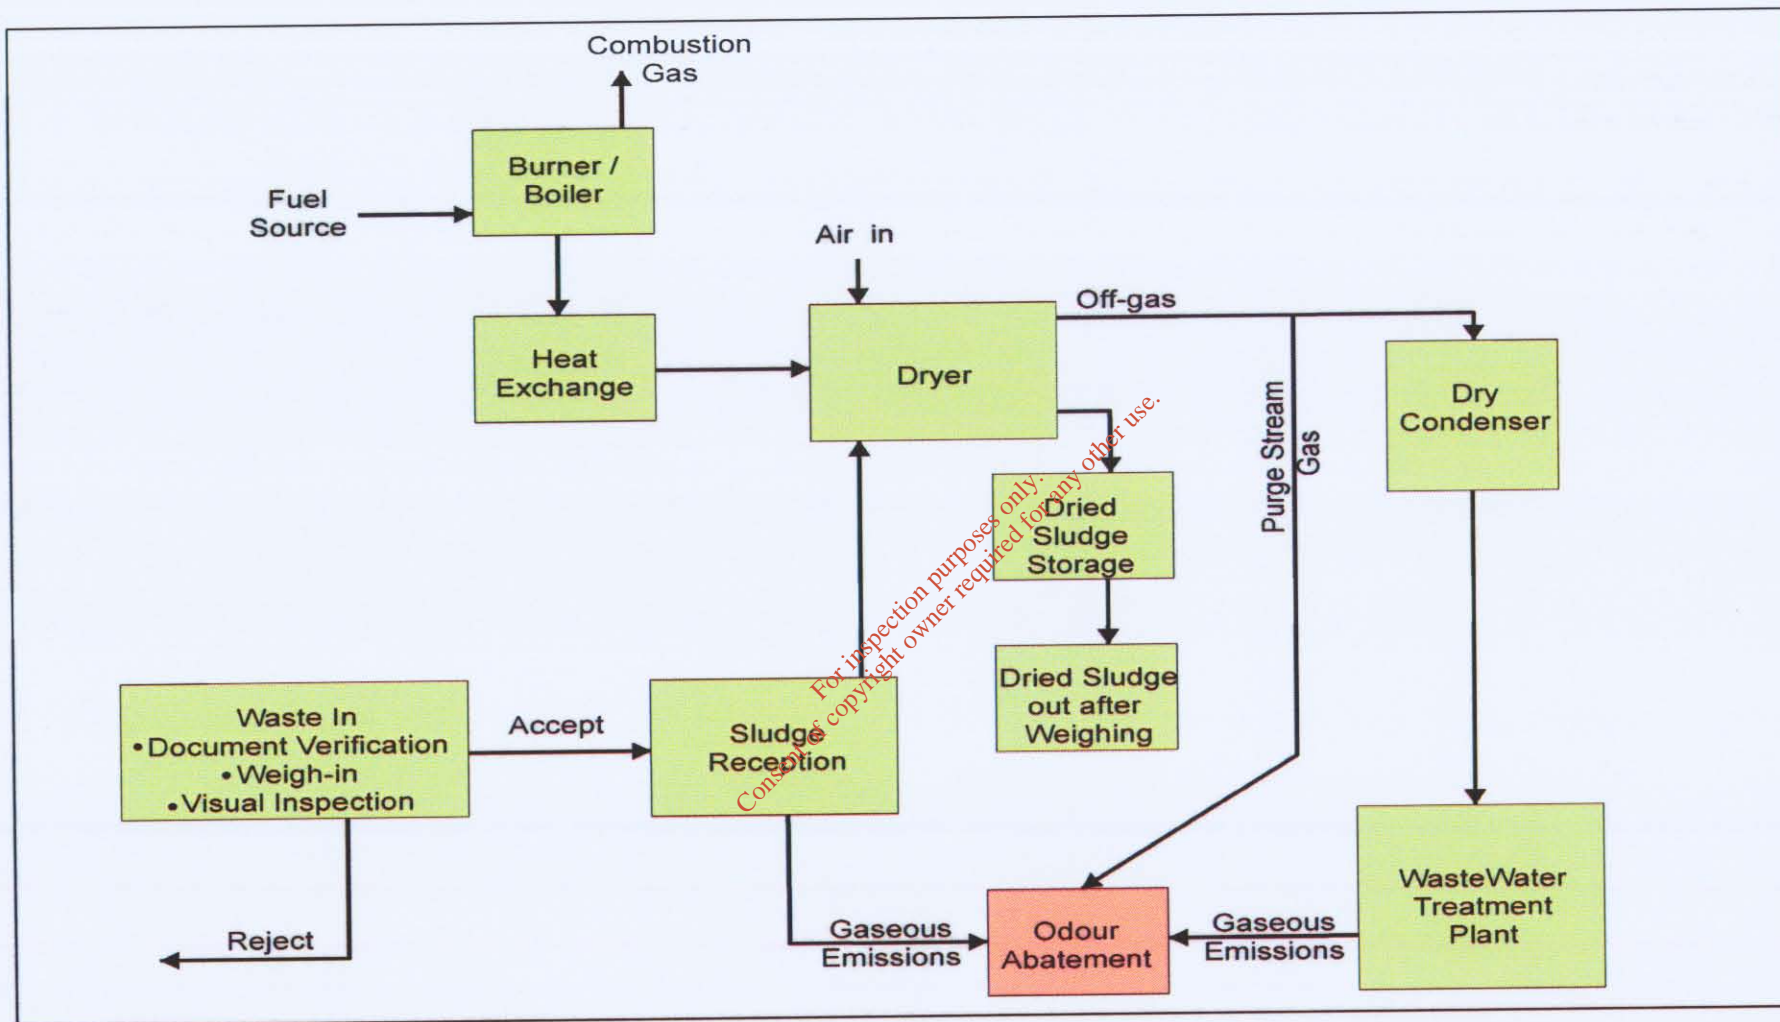 Combustion
Gas
Burner /
Boiler
Fuel
Source
Air in
Off-gas
Heat
Exchange
Dryer
Dry
Condenser
Purge Stream
Gas
Dried
Sludge
Storage
Dried Sludge
out after
Weighing
Waste In
•Document Verification
•Weigh-in
•Visual Inspection
Accept
Sludge
Reception
Reject
Gaseous
Emissions
Odour
Abatement
Gaseous
Emissions
WasteWater
Treatment
Plant
For inspection purposes only.
Consent of copyright owner required for any other use.